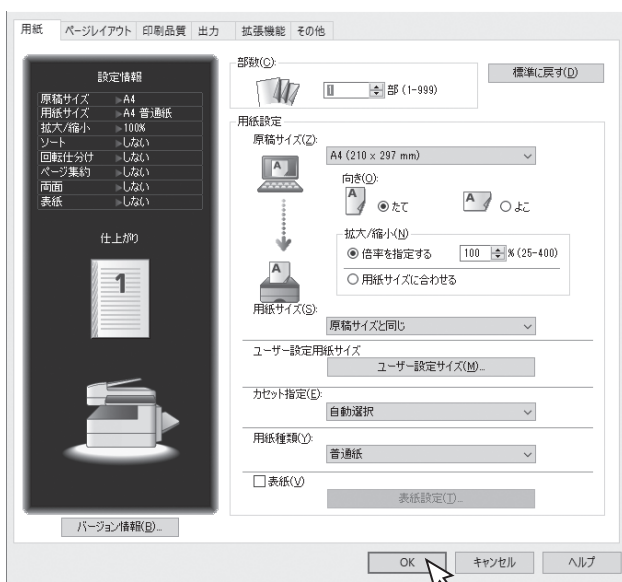 用紙 ページレイアウト 印刷品質 出力 拡張機能 その他
設定情報
原稿サイズ ▹A4
用紙サイズ ▹A4 普通紙
拡大/縮小 ▹100%
ソート ▹しない
回転仕分け ▹しない
ページ集約 ▹しない
両面 ▹しない
表紙 ▹しない
仕上がり
1
バージョン情報(B)...
部数(C):
1 部 (1-999)
標準に戻す(D)
用紙設定
原稿サイズ(Z):
A4 (210 x 297 mm)
向き(O):
A たて A よこ
拡大/縮小(N)
倍率を指定する 100 % (25-400)
用紙サイズに合わせる
A
A
用紙サイズ(S):
原稿サイズと同じ
ユーザー設定用紙サイズ
ユーザー設定サイズ(M)...
カセット指定(E):
自動選択
用紙種類(Y):
普通紙
表紙(V)
表紙設定(T)...
OK キャンセル ヘルプ